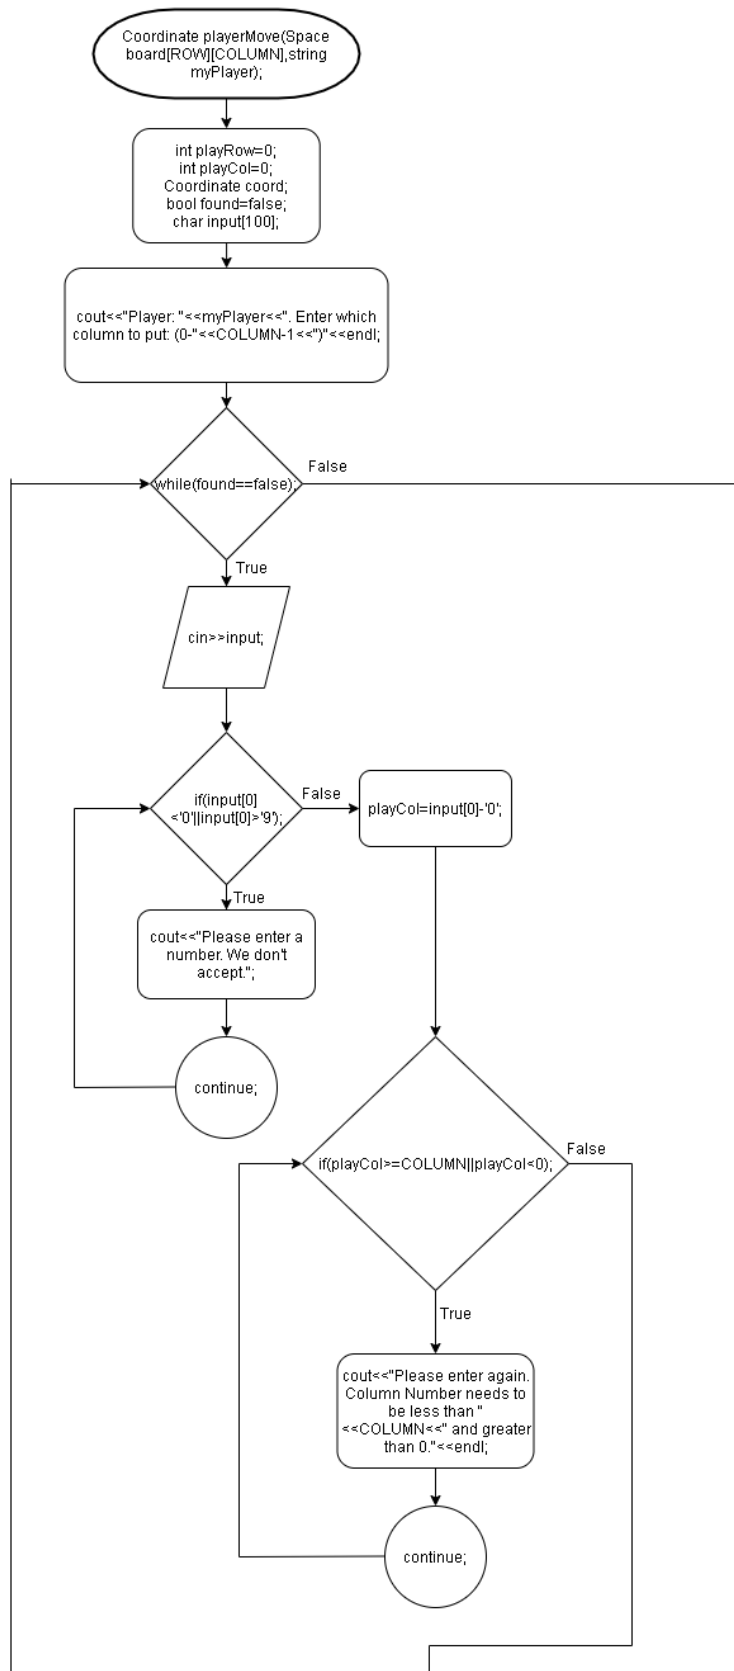 Coordinate playerMove(Space
board[ROW][COLUMN],string
myPlayer);
int playRow=0;
int playCol=0;
Coordinate coord;
bool found=false;
char input[100];
cout<<"Player: "<<myPlayer<<". Enter which
column to put: (0-"<<COLUMN-1<<")"<<endl;
while(found==false);
False
True
cin>>input;
if(input[0]
<'0'||input[0]>'9');
False
playCol=input[0]-'0';
True
cout<<"Please enter a
number. We don't
accept.";
continue;
if(playCol>=COLUMN||playCol<0);
False
True
cout<<"Please enter again.
Column Number needs to
be less than "
<<COLUMN<<" and greater
than 0."<<endl;
continue;